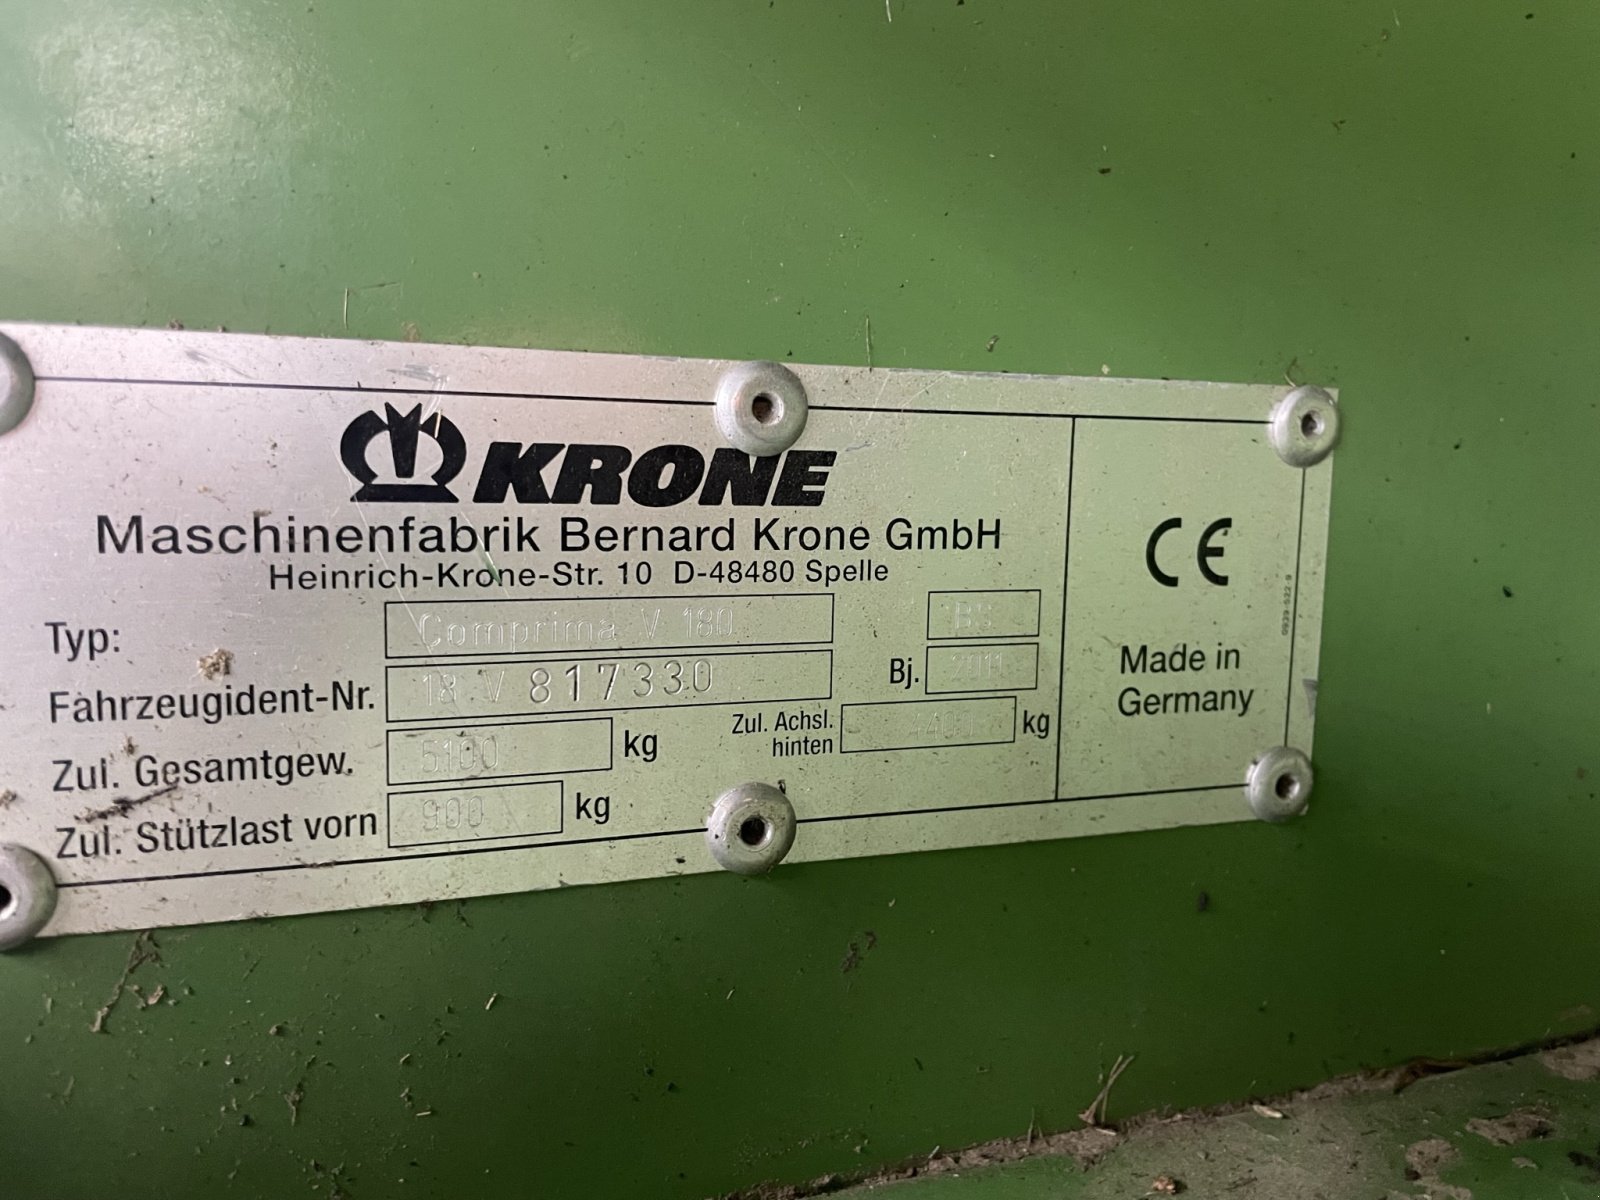 KRONE
Maschinenfabrik Bernard Krone GmbH
Heinrich-Krone-Str. 10 D-48480 Spelle
Typ: Comprima V 180
Fahrzeugident-Nr. 18 V 817330 Bj. 2011
Zul. Gesamtgew. 5100 kg Zul. Achsl. hinten 4400 kg
Zul. Stützlast vorn 900 kg
CE
Made in
Germany